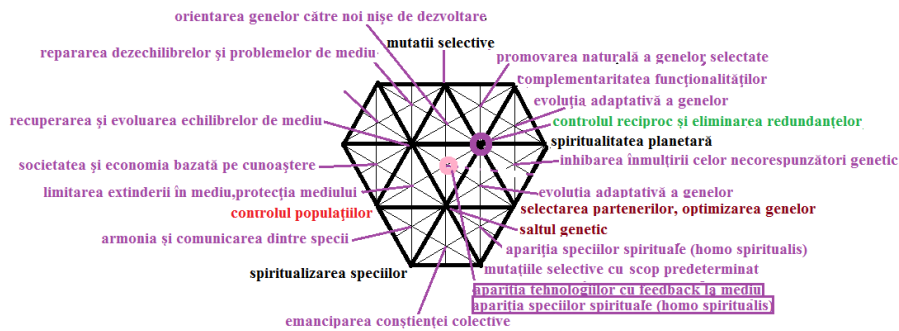 orientarea genelor către noi nișe de dezvoltare
mutatii selective
repararea dezechilibrelor și problemelor de mediu
promovarea naturală a genelor selectate
complementaritatea funcționalităților
evoluția adaptativă a genelor
recuperarea și evoluarea echilibrelor de mediu
controlul reciproc și eliminarea redundanțelor
spiritualitatea planetară
societatea și economia bazată pe cunoaștere
inhibarea înmulțirii celor necorespunzători genetic
limitarea extinderii în mediu,protecția mediului
evoluția adaptativă a genelor
controlul populațiilor
selectarea partenerilor, optimizarea genelor
saltul genetic
armonia și comunicarea dintre specii
apariția speciilor spirituale (homo spiritualis)
spiritualizarea speciilor
mutațiile selective cu scop predeterminat
apariția tehnologiilor cu feedback la mediu
apariția speciilor spirituale (homo spiritualis)
emanciparea conștienței colective